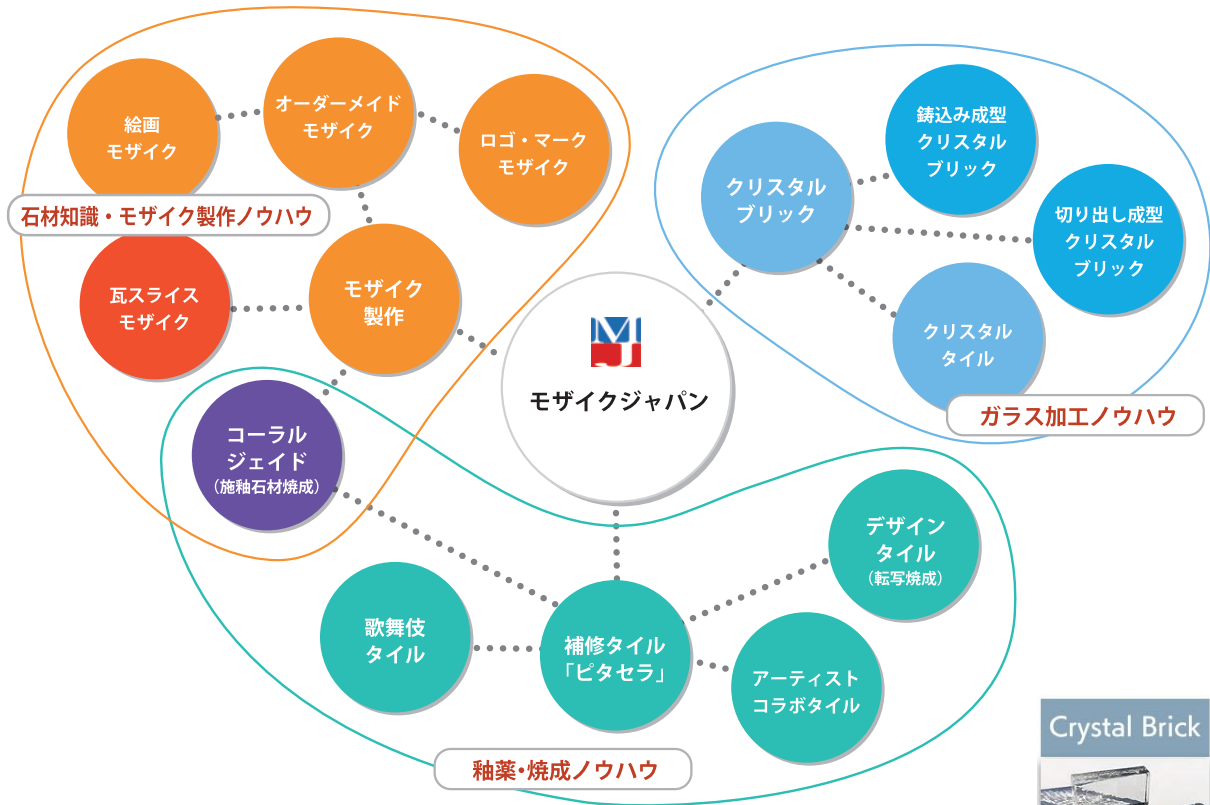 絵画
モザイク
オーダーメイド
モザイク
ロゴ・マーク
モザイク
石材知識・モザイク製作ノウハウ
瓦スライス
モザイク
モザイク
製作
コーラル
ジェイド
（施釉石材焼成）
MJ
モザイクジャパン
クリスタル
ブリック
鋳込み成型
クリスタル
ブリック
切り出し成型
クリスタル
ブリック
クリスタル
タイル
ガラス加工ノウハウ
デザイン
タイル
（転写焼成）
歌舞伎
タイル
補修タイル
「ピタセラ」
アーティスト
コラボタイル
釉薬・焼成ノウハウ
Crystal Brick